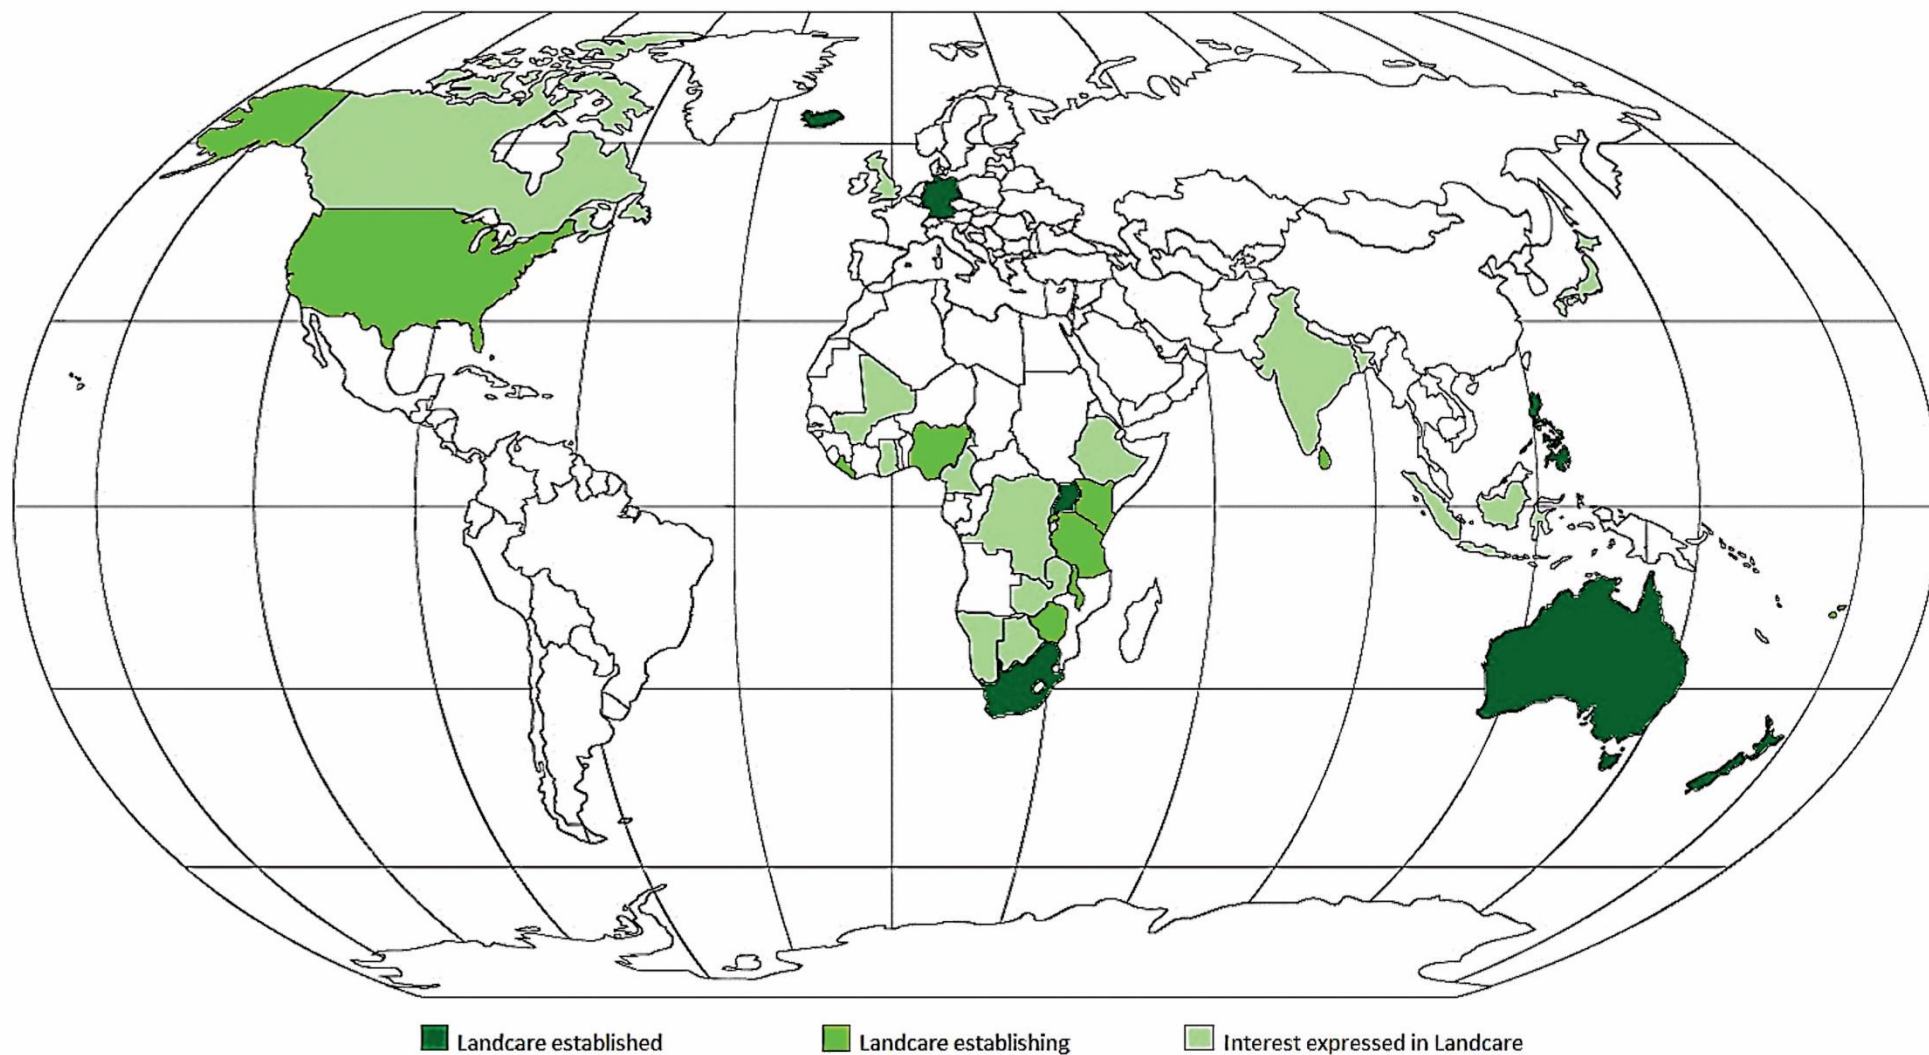 Landcare established
Landcare establishing
Interest expressed in Landcare